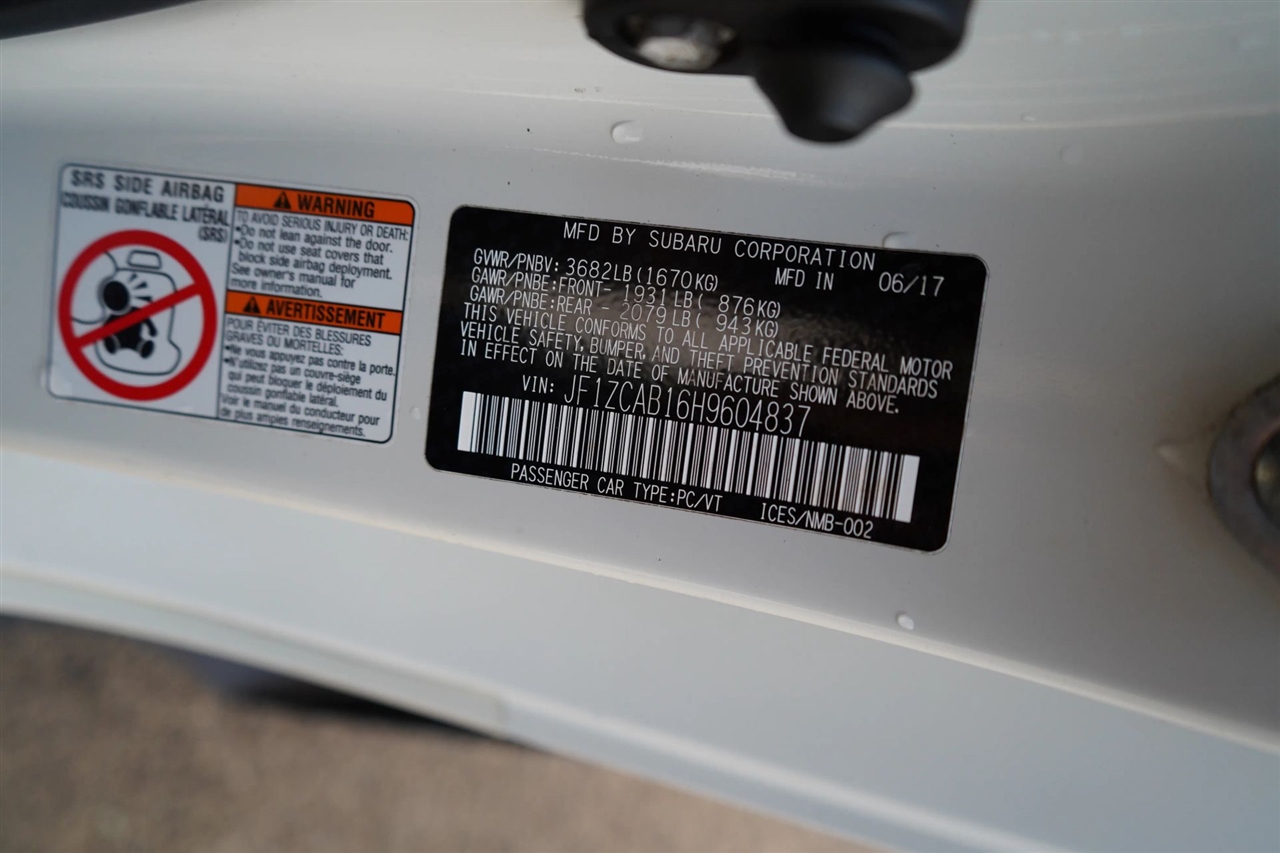 SRS SIDE AIRBAG
COUSSIN GONFLABLE LATÉRAL
(SRS)
WARNING
TO AVOID SERIOUS INJURY OR DEATH:
•Do not lean against the door.
•Do not use seat covers that
block side airbag deployment.
See owner's manual for
more information.
AVERTISSEMENT
POUR ÉVITER DES BLESSURES
GRAVES OU MORTELLES:
•Ne vous appuyez pas contre la porte.
•N'utilisez pas un couvre-siège
qui peut bloquer le déploiement du
coussin gonflable latéral.
Voir le manuel du conducteur pour
de plus amples renseignements.
MFD BY SUBARU CORPORATION
GVWR/PNBV: 3682LB(1670KG) MFD IN 06/17
GAWR/PNBE:FRONT- 1931LB( 876KG)
GAWR/PNBE:REAR - 2079LB( 943KG)
THIS VEHICLE CONFORMS TO ALL APPLICABLE FEDERAL MOTOR
VEHICLE SAFETY, BUMPER, AND THEFT PREVENTION STANDARDS
IN EFFECT ON THE DATE OF MANUFACTURE SHOWN ABOVE.
VIN: JF1ZCAB16H9604837
PASSENGER CAR TYPE:PC/VT ICES/NMB-002